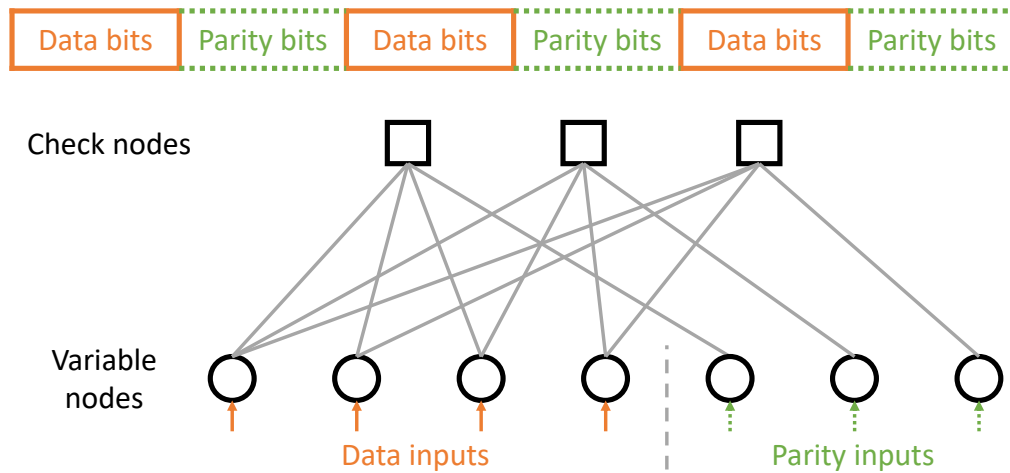 Data bits Parity bits Data bits Parity bits Data bits Parity bits
Check nodes
Variable
nodes
Data inputs Parity inputs